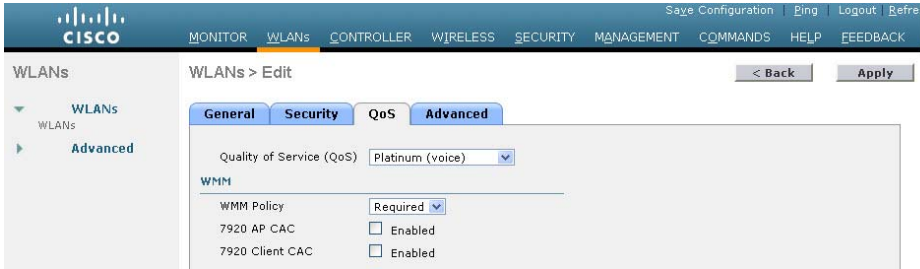 Save Configuration | Ping | Logout | Refre
CISCO
MONITOR WLANs CONTROLLER WIRELESS SECURITY MANAGEMENT COMMANDS HELP FEEDBACK
WLANs
WLANs > Edit
< Back
Apply
WLANs
WLANs
Advanced
General Security QoS Advanced
Quality of Service (QoS) Platinum (voice)
WMM
WMM Policy Required
7920 AP CAC Enabled
7920 Client CAC Enabled